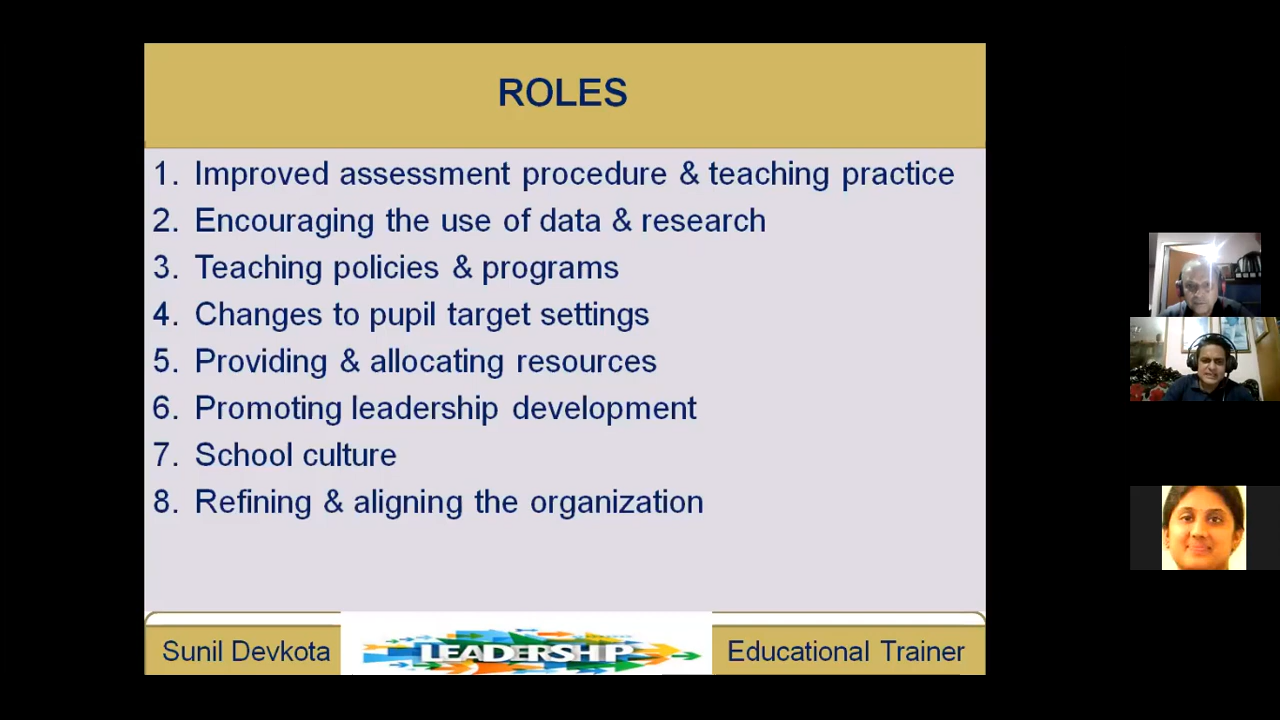 ROLES
1. Improved assessment procedure & teaching practice
2. Encouraging the use of data & research
3. Teaching policies & programs
4. Changes to pupil target settings
5. Providing & allocating resources
6. Promoting leadership development
7. School culture
8. Refining & aligning the organization
Sunil Devkota
LEADERSHIP
Educational Trainer